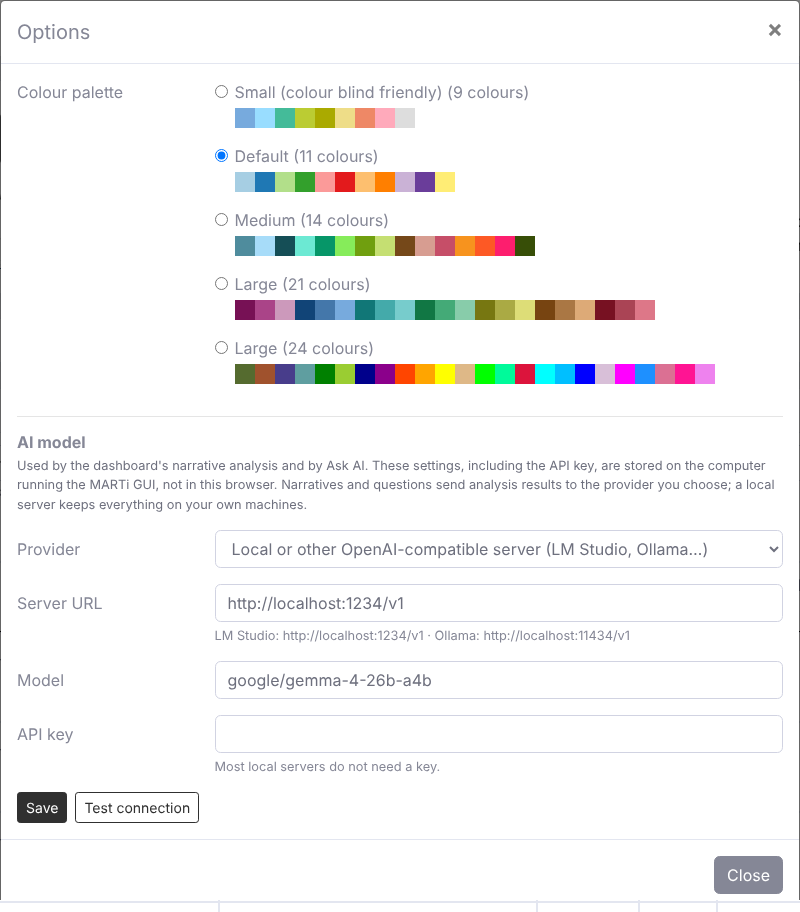 Options
×
Colour palette
Small (colour blind friendly) (9 colours)
Default (11 colours)
Medium (14 colours)
Large (21 colours)
Large (24 colours)
AI model
Used by the dashboard's narrative analysis and by Ask AI. These settings, including the API key, are stored on the computer
running the MARTi GUI, not in this browser. Narratives and questions send analysis results to the provider you choose; a local
server keeps everything on your own machines.
Provider
Local or other OpenAI-compatible server (LM Studio, Ollama...)
Server URL
http://localhost:1234/v1
LM Studio: http://localhost:1234/v1 · Ollama: http://localhost:11434/v1
Model
google/gemma-4-26b-a4b
API key
Most local servers do not need a key.
Save
Test connection
Close